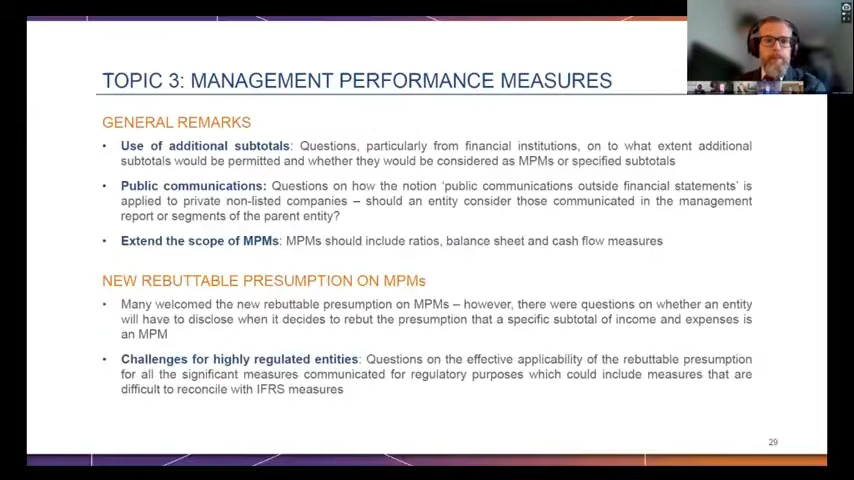 TOPIC 3: MANAGEMENT PERFORMANCE MEASURES
GENERAL REMARKS
• Use of additional subtotals: Questions, particularly from financial institutions, on to what extent additional
subtotals would be permitted and whether they would be considered as MPMs or specified subtotals
• Public communications: Questions on how the notion 'public communications outside financial statements' is
applied to private non-listed companies – should an entity consider those communicated in the management
report or segments of the parent entity?
• Extend the scope of MPMs: MPMs should include ratios, balance sheet and cash flow measures
NEW REBUTTABLE PRESUMPTION ON MPMs
• Many welcomed the new rebuttable presumption on MPMs – however, there were questions on whether an entity
will have to disclose when it decides to rebut the presumption that a specific subtotal of income and expenses is
an MPM
• Challenges for highly regulated entities: Questions on the effective applicability of the rebuttable presumption
for all the significant measures communicated for regulatory purposes which could include measures that are
difficult to reconcile with IFRS measures
29